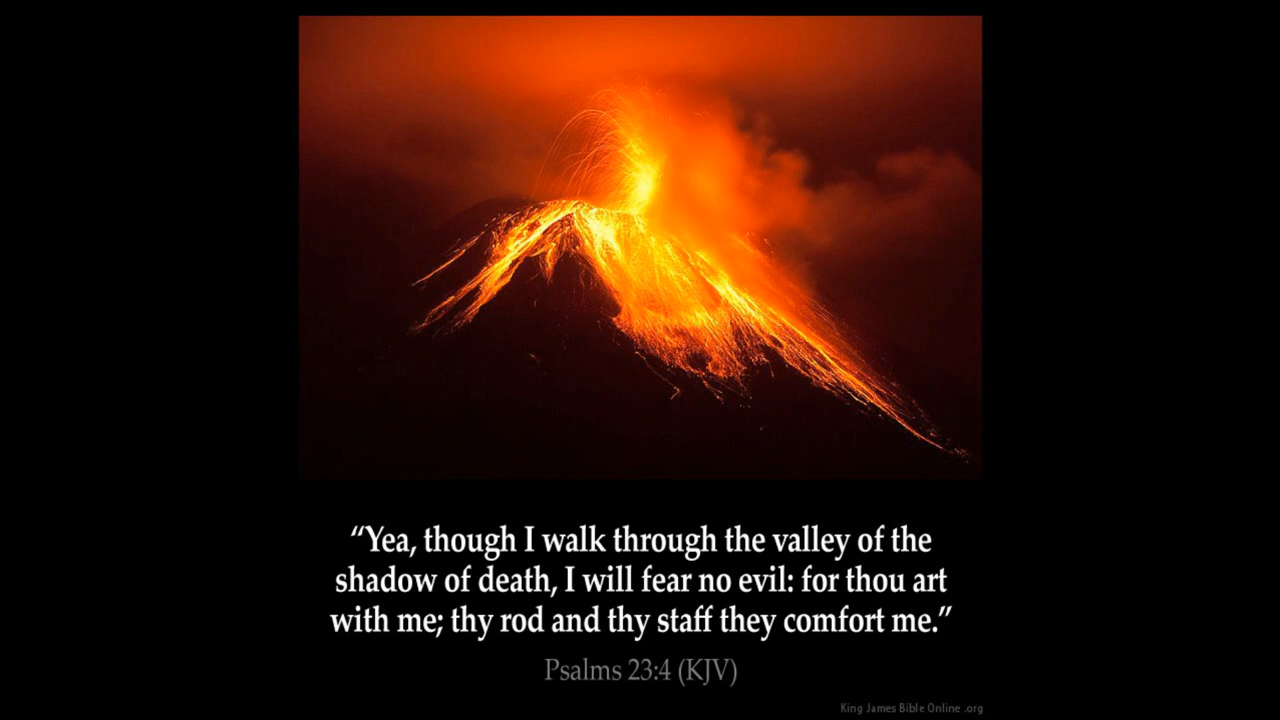 “Yea, though I walk through the valley of the
shadow of death, I will fear no evil: for thou art
with me; thy rod and thy staff they comfort me.”
Psalms 23:4 (KJV)
King James Bible Online .org